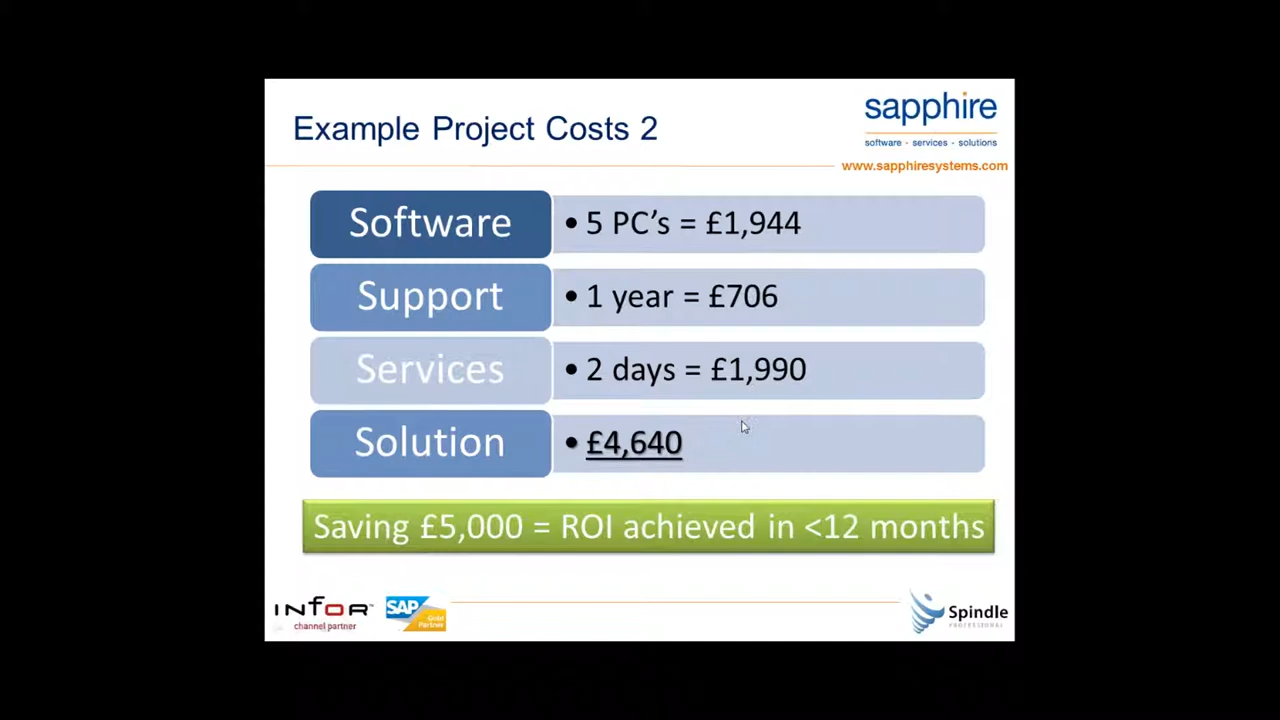 Example Project Costs 2
sapphire
software - services - solutions
www.sapphiresystems.com
Software
• 5 PC’s = £1,944
Support
• 1 year = £706
Services
• 2 days = £1,990
Solution
• £4,640
Saving £5,000 = ROI achieved in <12 months
INFOR™
channel partner
SAP
Gold
Partner
Spindle
PROFESSIONAL